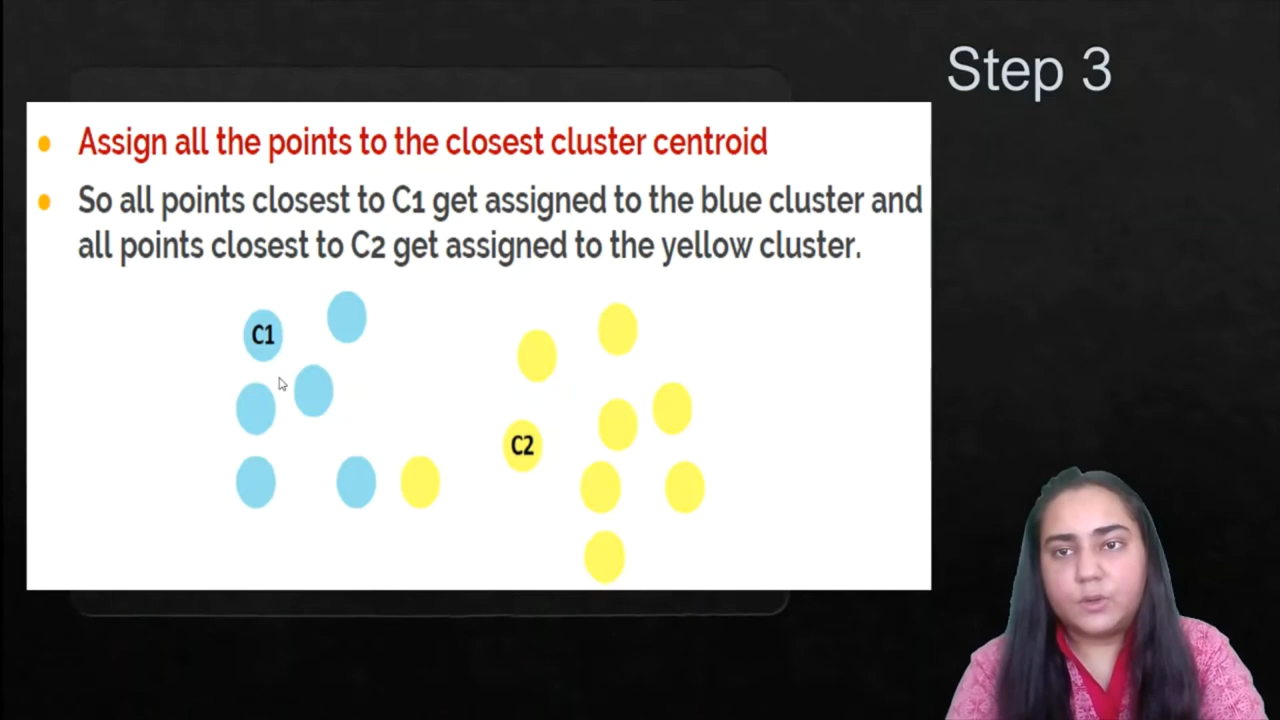 Step 3
Assign all the points to the closest cluster centroid
So all points closest to C1 get assigned to the blue cluster and
all points closest to C2 get assigned to the yellow cluster.
C1
C2